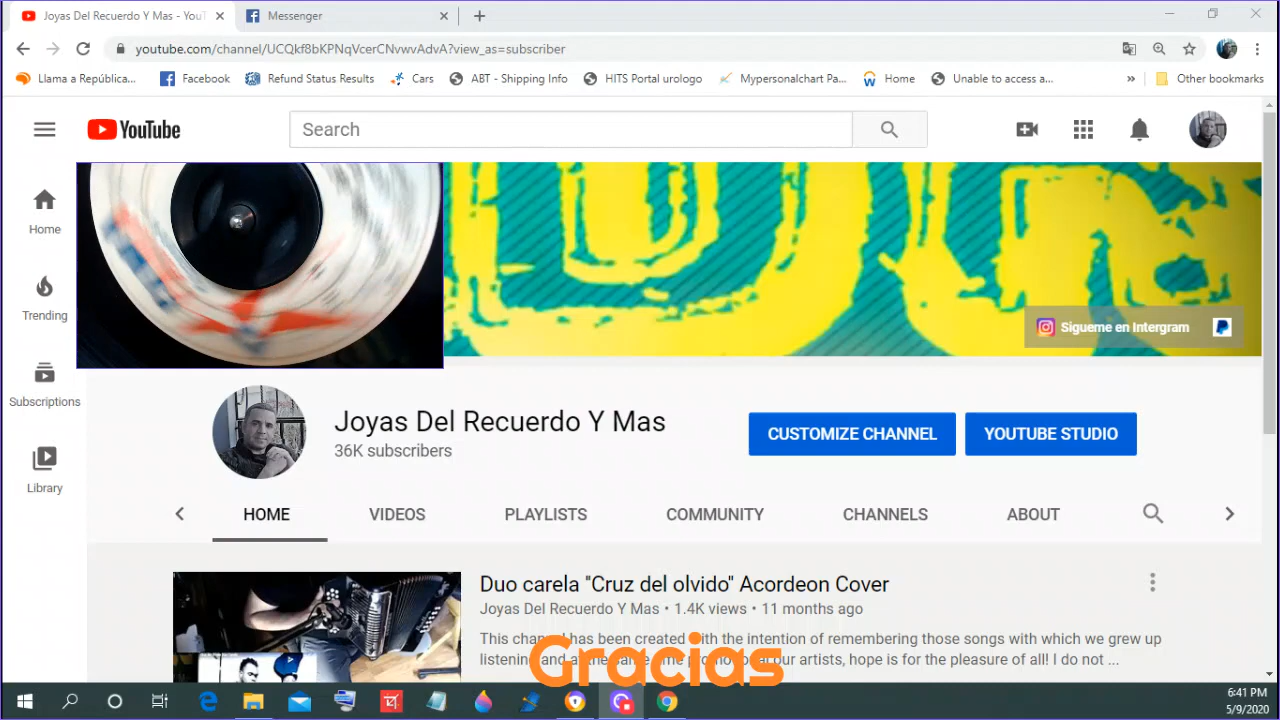 Joyas Del Recuerdo Y Mas - YouT
Messenger
youtube.com/channel/UCQkf8bKPNqVcerCNvwvAdvA?view_as=subscriber
Llama a República...
Facebook
Refund Status Results
Cars
ABT - Shipping Info
HITS Portal urologo
Mypersonalchart Pa...
Home
Unable to access a...
»
Other bookmarks
YouTube
Search
Home
Trending
Subscriptions
Library
Sigueme en Intergram
Joyas Del Recuerdo Y Mas
36K subscribers
CUSTOMIZE CHANNEL
YOUTUBE STUDIO
HOME
VIDEOS
PLAYLISTS
COMMUNITY
CHANNELS
ABOUT
Duo carela "Cruz del olvido" Acordeon Cover
Joyas Del Recuerdo Y Mas • 1.4K views • 11 months ago
This has been created with the intention of remembering those songs with which we grew up
listening our artists, hope is for the pleasure of all! I do not ...
Gracias
6:41 PM
5/9/2020